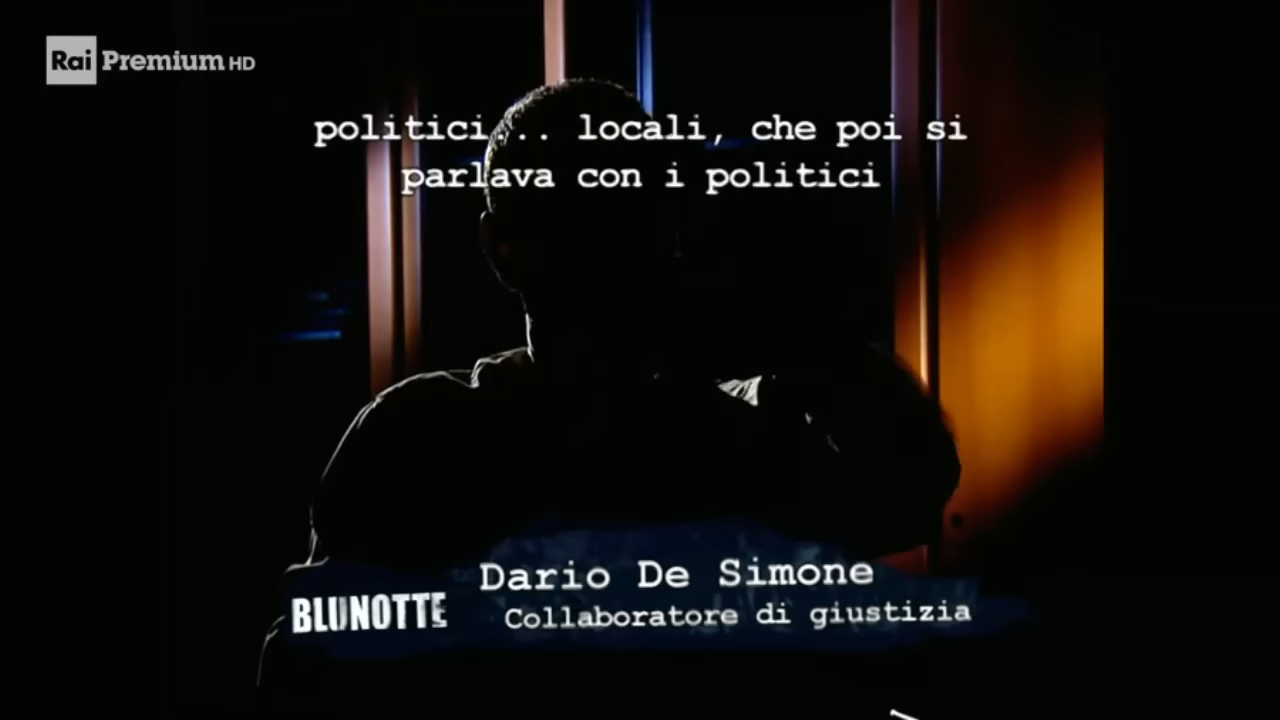 Rai Premium HD
politici... locali, che poi si
parlava con i politici
Dario De Simone
BLUNOTTE
Collaboratore di giustizia